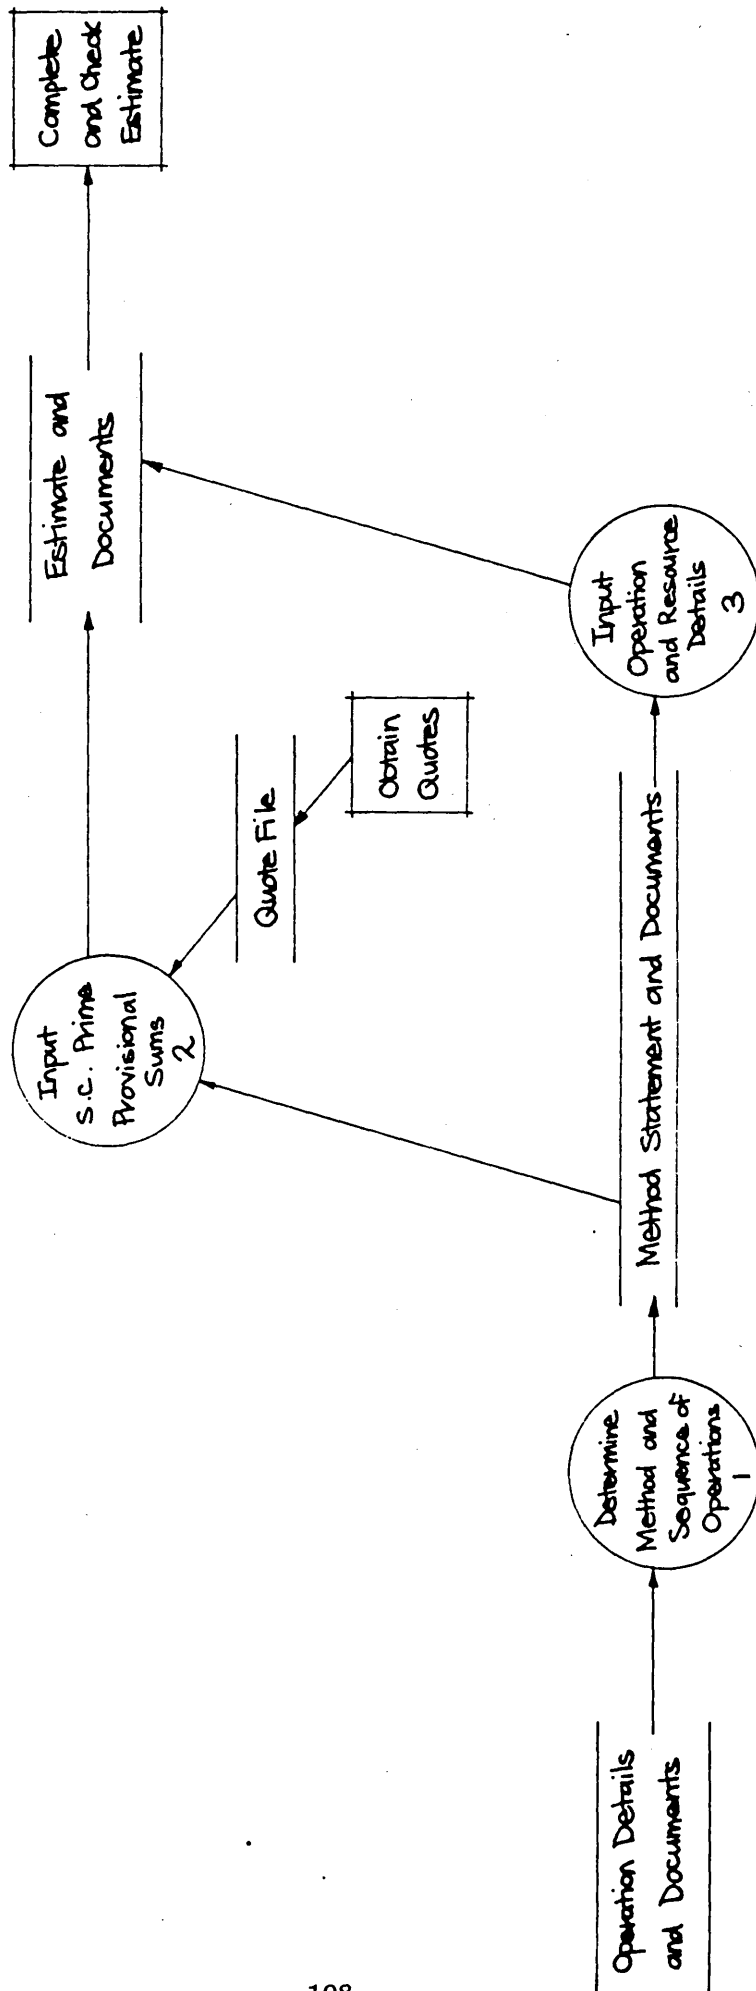 Complete
and Check
Estimate
Estimate and
Documents
Input
S.C. Prime
Provisional
Sums
2
Quote File
Obtain
Quotes
Input
Operation
and Resource
Details
3
Method Statement and Documents
Determine
Method and
Sequence of
Operations
1
Operation Details
and Documents